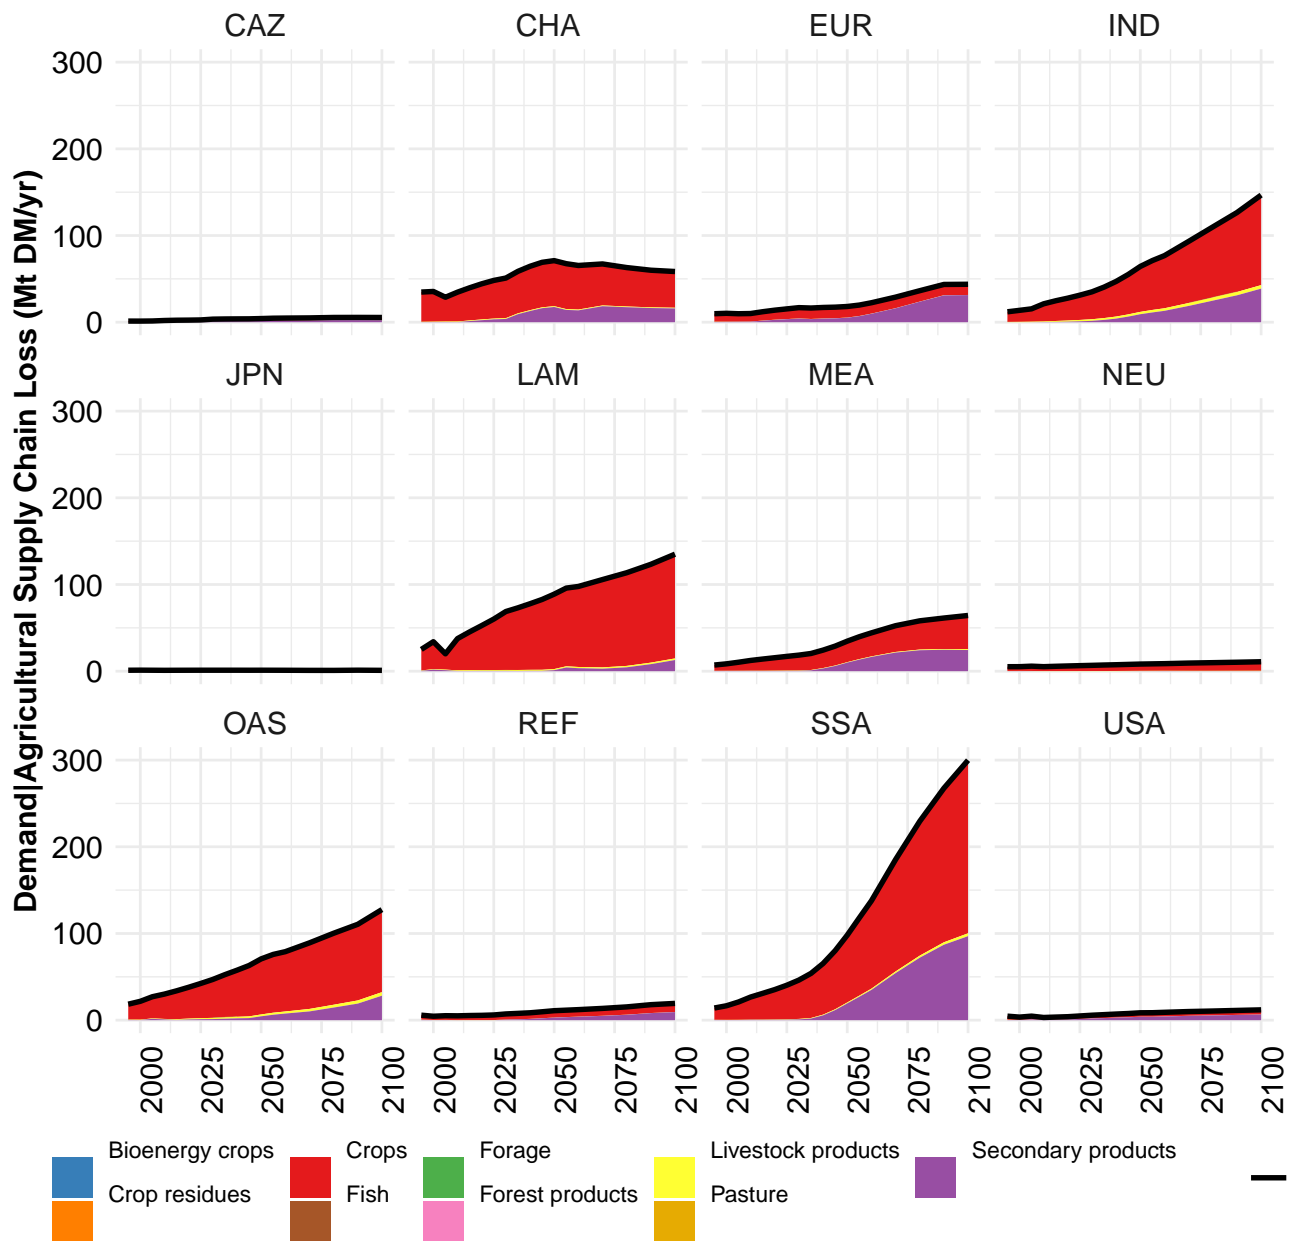 CAZ CHA EUR IND
300
200
100
0
JPN LAM MEA NEU
300
200
100
0
OAS REF SSA USA
300
200
100
0
Demand|Agricultural Supply Chain Loss (Mt DM/yr)
2000 2025 2050 2075 2100 2000 2025 2050 2075 2100 2000 2025 2050 2075 2100 2000 2025 2050 2075 2100
Bioenergy crops Crops Forage Livestock products Secondary products
Crop residues Fish Forest products Pasture